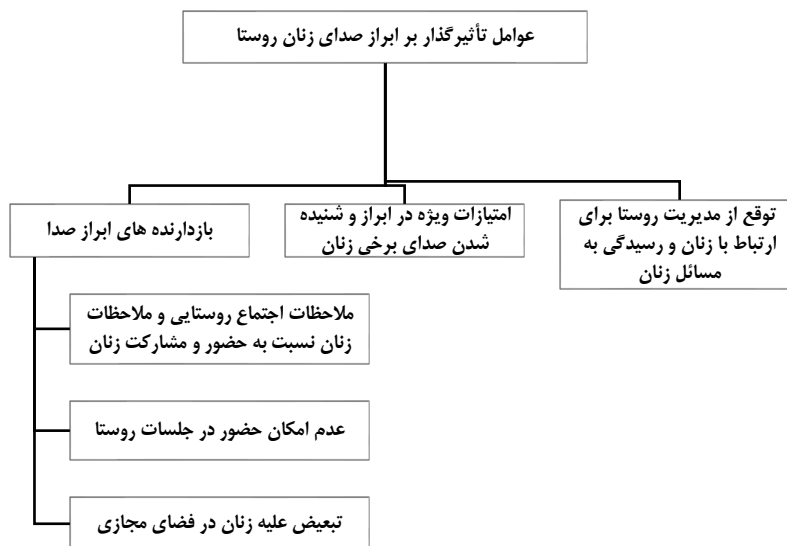 عوامل تأثیرگذار بر ابراز صدای زنان روستا
توقع از مدیریت روستا برای
ارتباط با زنان و رسیدگی به
مسائل زنان
امتیازات ویژه در ابراز و شنیده
شدن صدای برخی زنان
بازدارنده های ابراز صدا
ملاحظات اجتماع روستایی و ملاحظات
زنان نسبت به حضور و مشارکت زنان
عدم امکان حضور در جلسات روستا
تبعیض علیه زنان در فضای مجازی